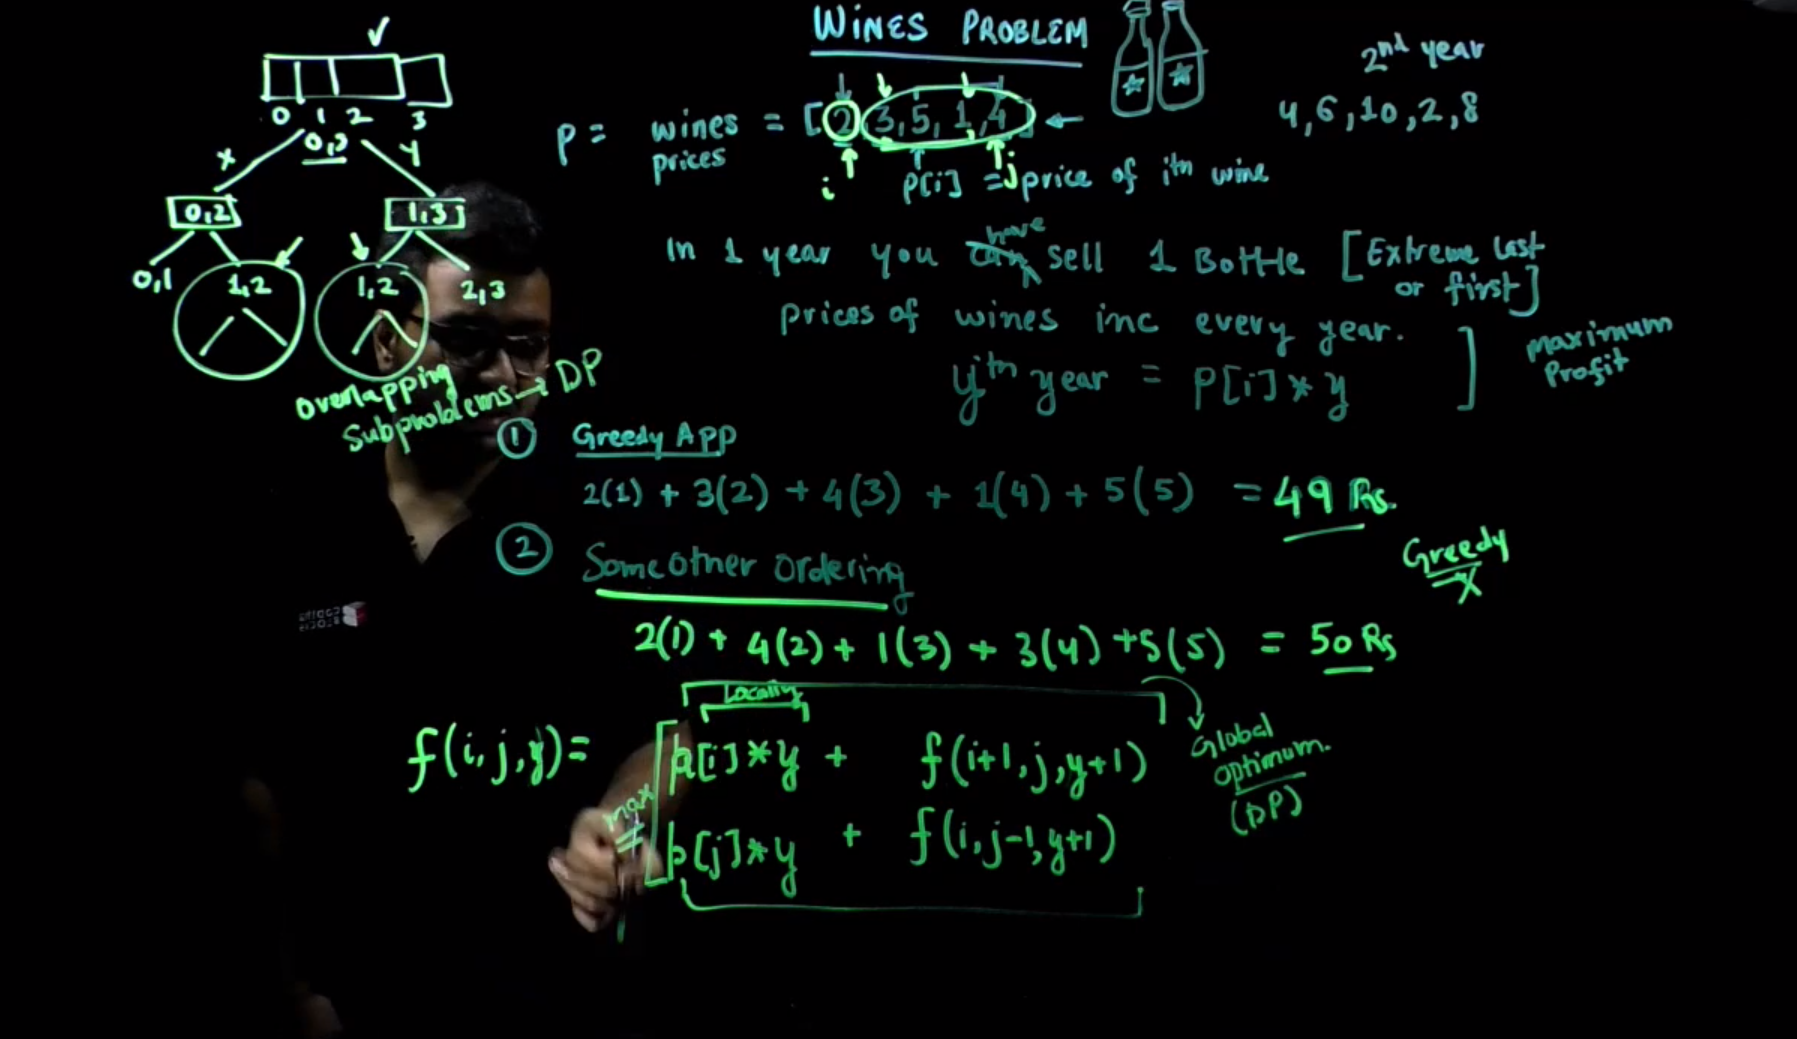 WINES PROBLEM
2nd year
4,6,10,2,8
P = wines prices = [2,3,5,1,4]
i
j
P[i] = price of ith wine
In 1 year you can have sell 1 Bottle [Extreme last or first]
Prices of wines inc every year.
yth year = P[i] * y
Maximum Profit
0 1 2 3
0,3
x
y
0,2
1,3
0,1
1,2
1,2
2,3
Overlapping Subproblems → DP
1 Greedy App
2(1) + 3(2) + 4(3) + 1(4) + 5(5) = 49 Rs.
2 Some other ordering
Greedy
X
2(1) + 4(2) + 1(3) + 3(4) + 5(5) = 50 Rs
Locally
f(i,j,y) =
max
p[i]*y + f(i+1,j,y+1)
p[j]*y + f(i,j-1,y+1)
Global optimum.
(DP)